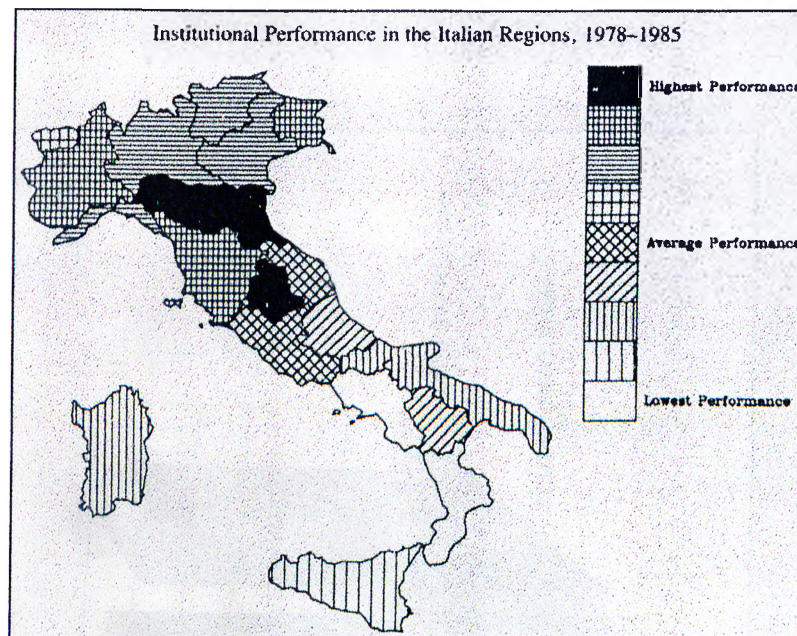 Institutional Performance in the Italian Regions, 1978–1985
Highest Performance
Average Performance
Lowest Performance